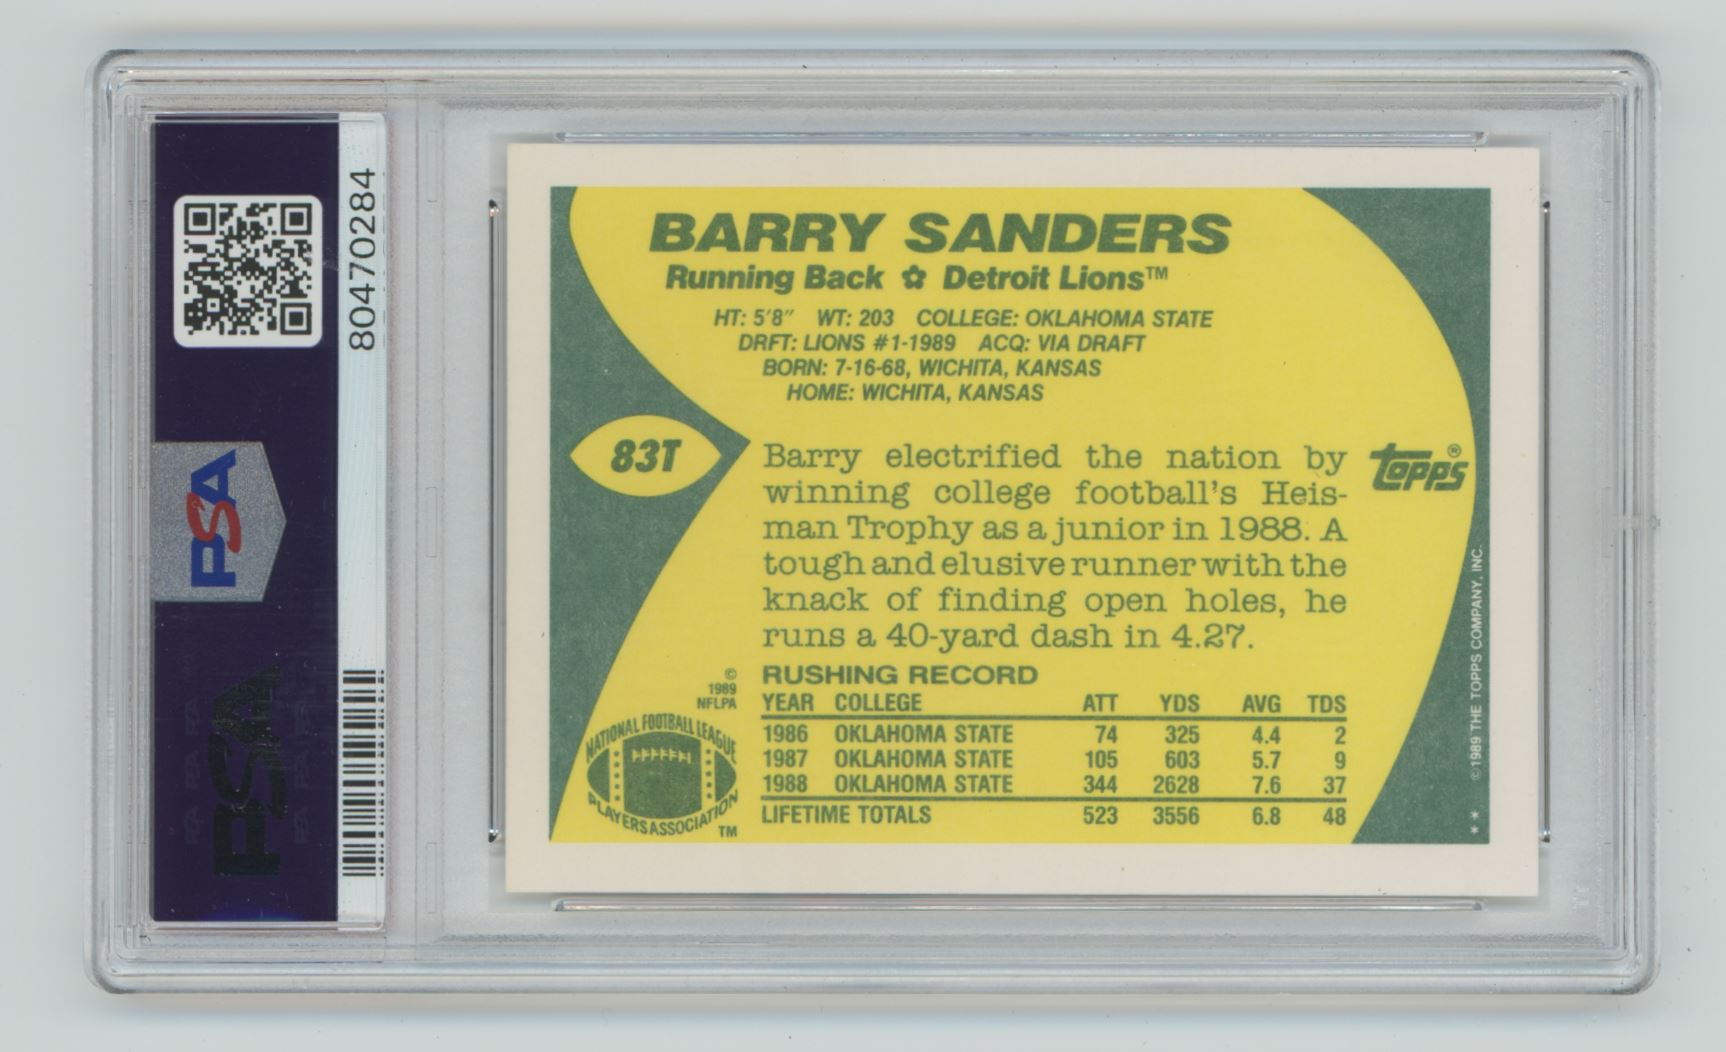 80470284
PSA
PSA
BARRY SANDERS
Running Back ✿ Detroit Lions™
HT: 5'8" WT: 203 COLLEGE: OKLAHOMA STATE
DRFT: LIONS #1-1989 ACQ: VIA DRAFT
BORN: 7-16-68, WICHITA, KANSAS
HOME: WICHITA, KANSAS
83T
Barry electrified the nation by
winning college football's Heis-
man Trophy as a junior in 1988. A
tough and elusive runner with the
knack of finding open holes, he
runs a 40-yard dash in 4.27.
topps®
RUSHING RECORD
YEAR COLLEGE ATT YDS AVG TDS
1986 OKLAHOMA STATE 74 325 4.4 2
1987 OKLAHOMA STATE 105 603 5.7 9
1988 OKLAHOMA STATE 344 2628 7.6 37
LIFETIME TOTALS 523 3556 6.8 48
©
1989
NFLPA
NATIONAL FOOTBALL LEAGUE
PLAYERS ASSOCIATION
TM
©1989 THE TOPPS COMPANY, INC.
* *